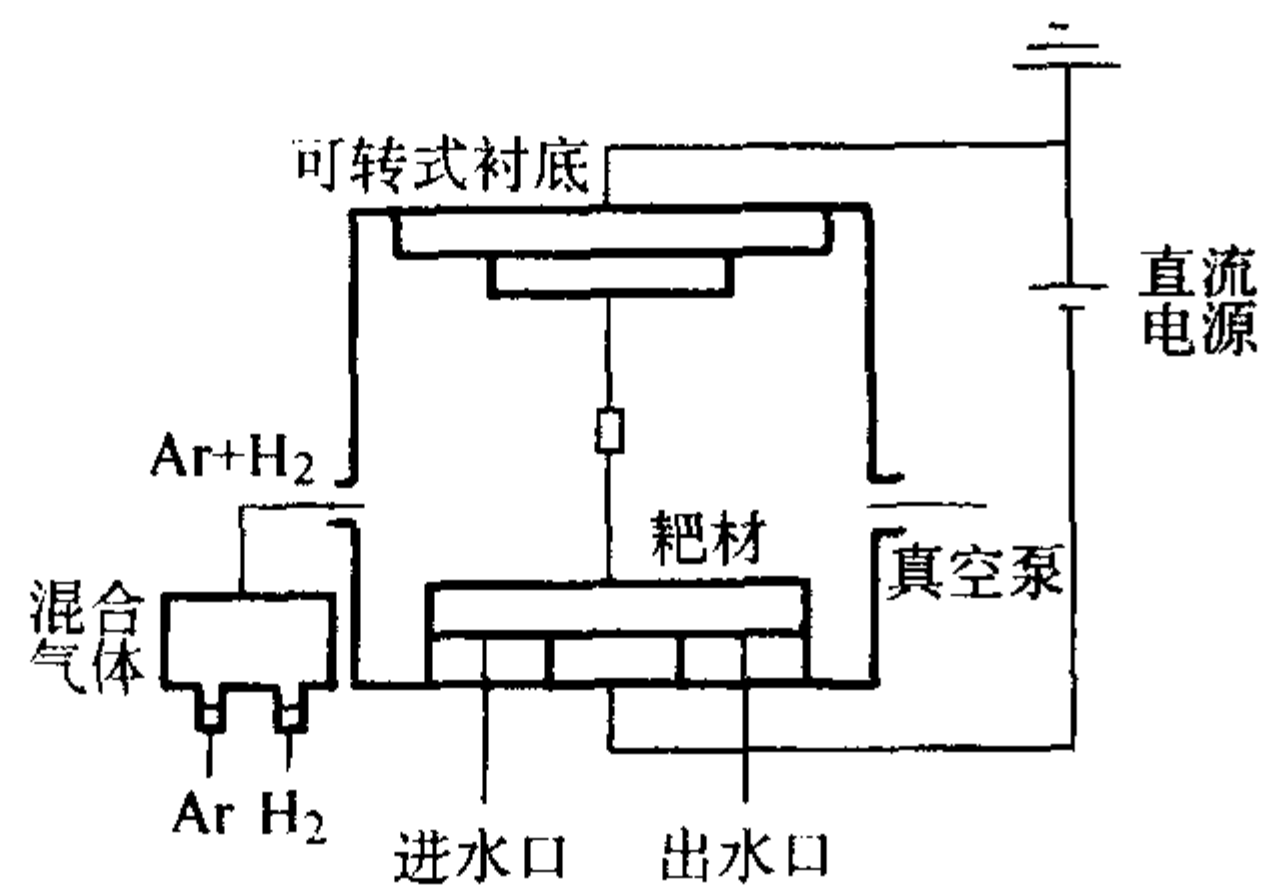 可转式衬底
直流
电源
Ar+H₂
耙材
真空泵
混合
气体
Ar H₂
进水口
出水口